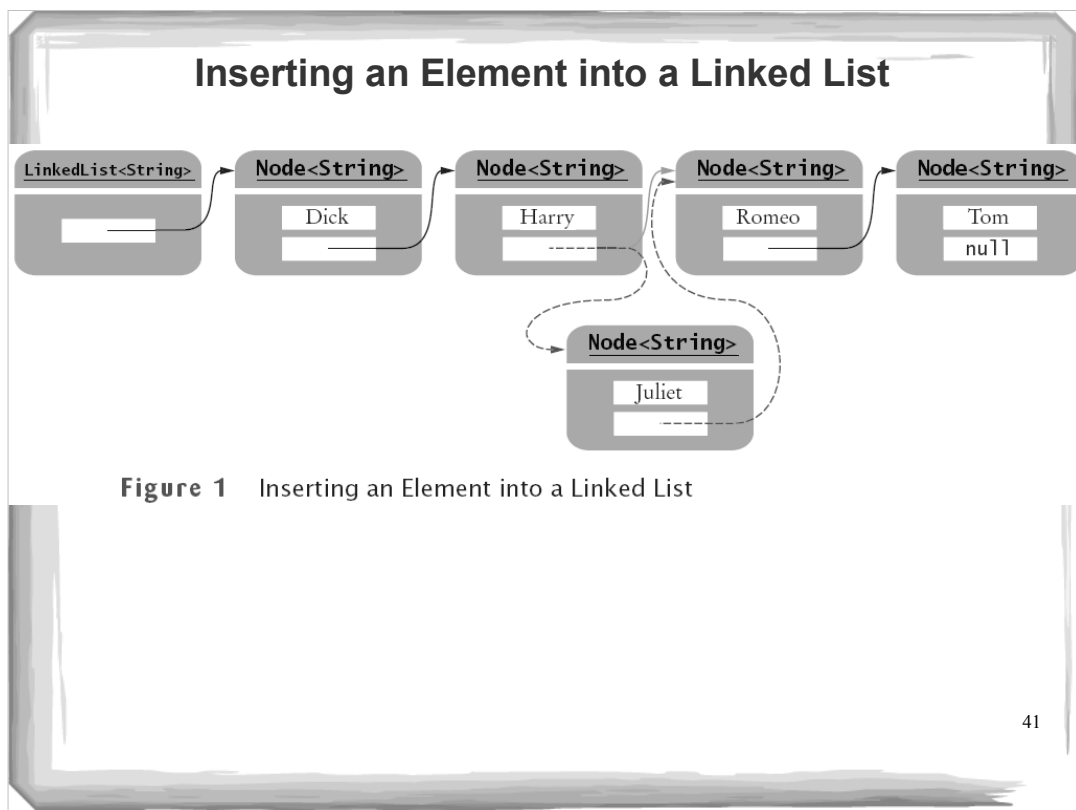 Inserting an Element into a Linked List
LinkedList<String>
Node<String>
Node<String>
Node<String>
Node<String>
Dick
Harry
Romeo
Tom
null
Node<String>
Juliet
Figure 1 Inserting an Element into a Linked List
41